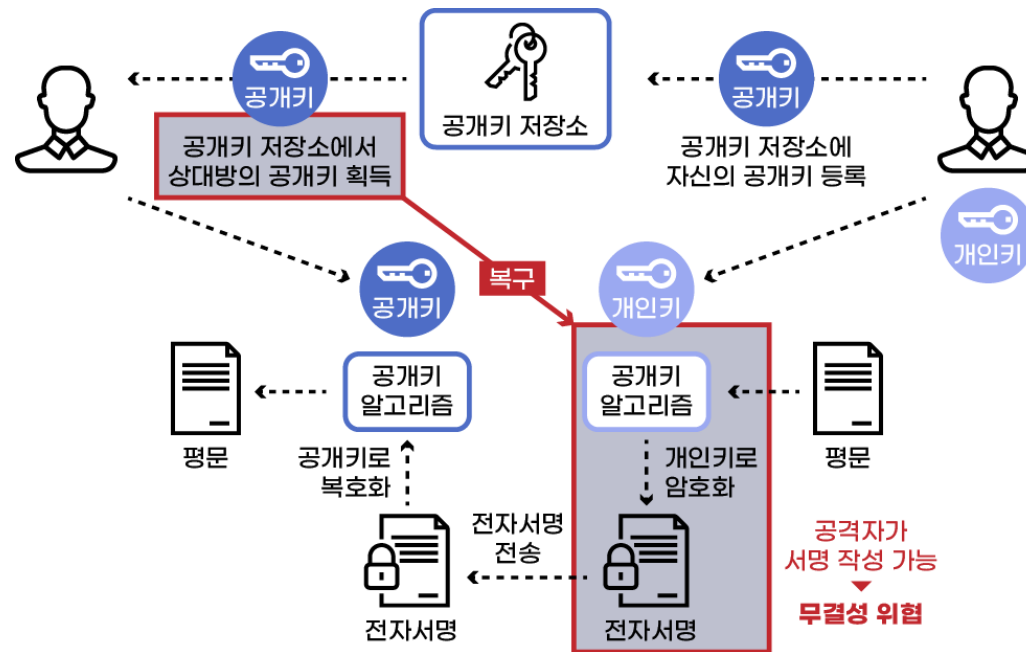 공개키
공개키 저장소
공개키
공개키 저장소에서
상대방의 공개키 획득
공개키 저장소에
자신의 공개키 등록
개인키
공개키
복구
개인키
평문
공개키
알고리즘
공개키
알고리즘
평문
공개키로
복호화
개인키로
암호화
전자서명
전송
전자서명
전자서명
공격자가
서명 작성 가능
무결성 위협